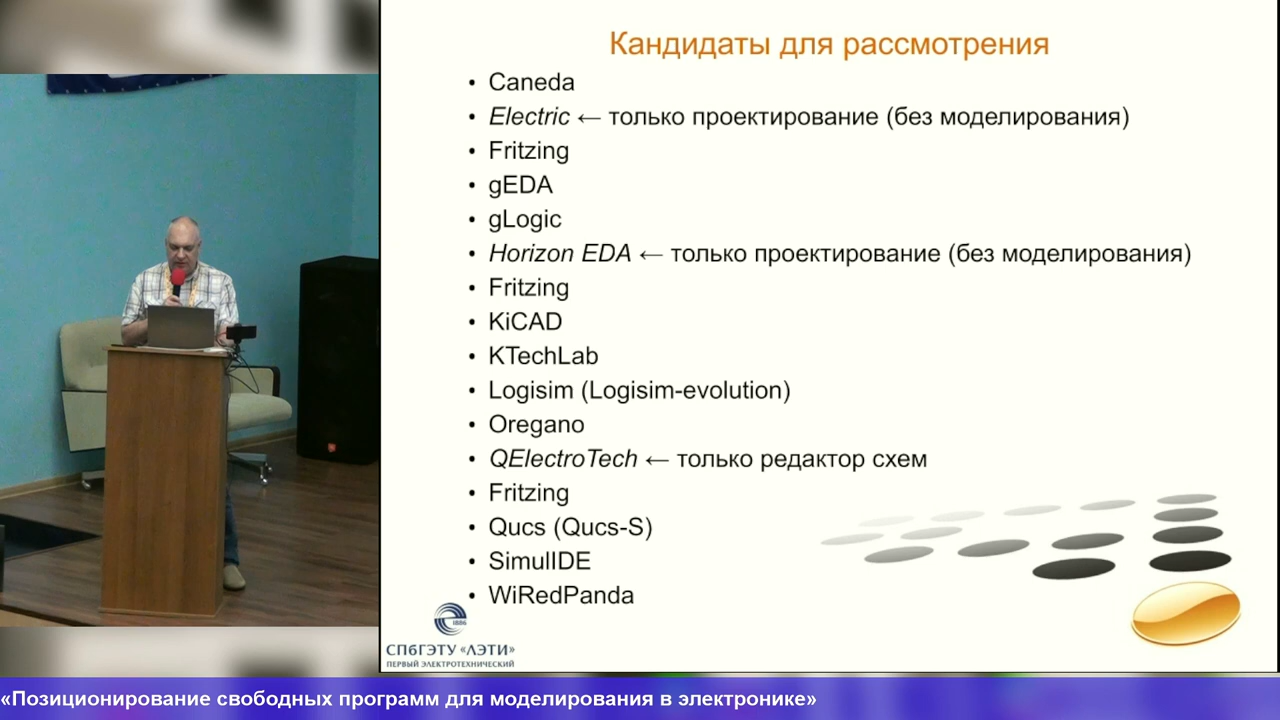 Кандидаты для рассмотрения
• Caneda
• Electric ← только проектирование (без моделирования)
• Fritzing
• gEDA
• gLogic
• Horizon EDA ← только проектирование (без моделирования)
• Fritzing
• KiCAD
• KTechLab
• Logisim (Logisim-evolution)
• Oregano
• QElectroTech ← только редактор схем
• Fritzing
• Qucs (Qucs-S)
• SimulIDE
• WiRedPanda
1886
СПбГЭТУ «ЛЭТИ»
ПЕРВЫЙ ЭЛЕКТРОТЕХНИЧЕСКИЙ
«Позиционирование свободных программ для моделирования в электронике»